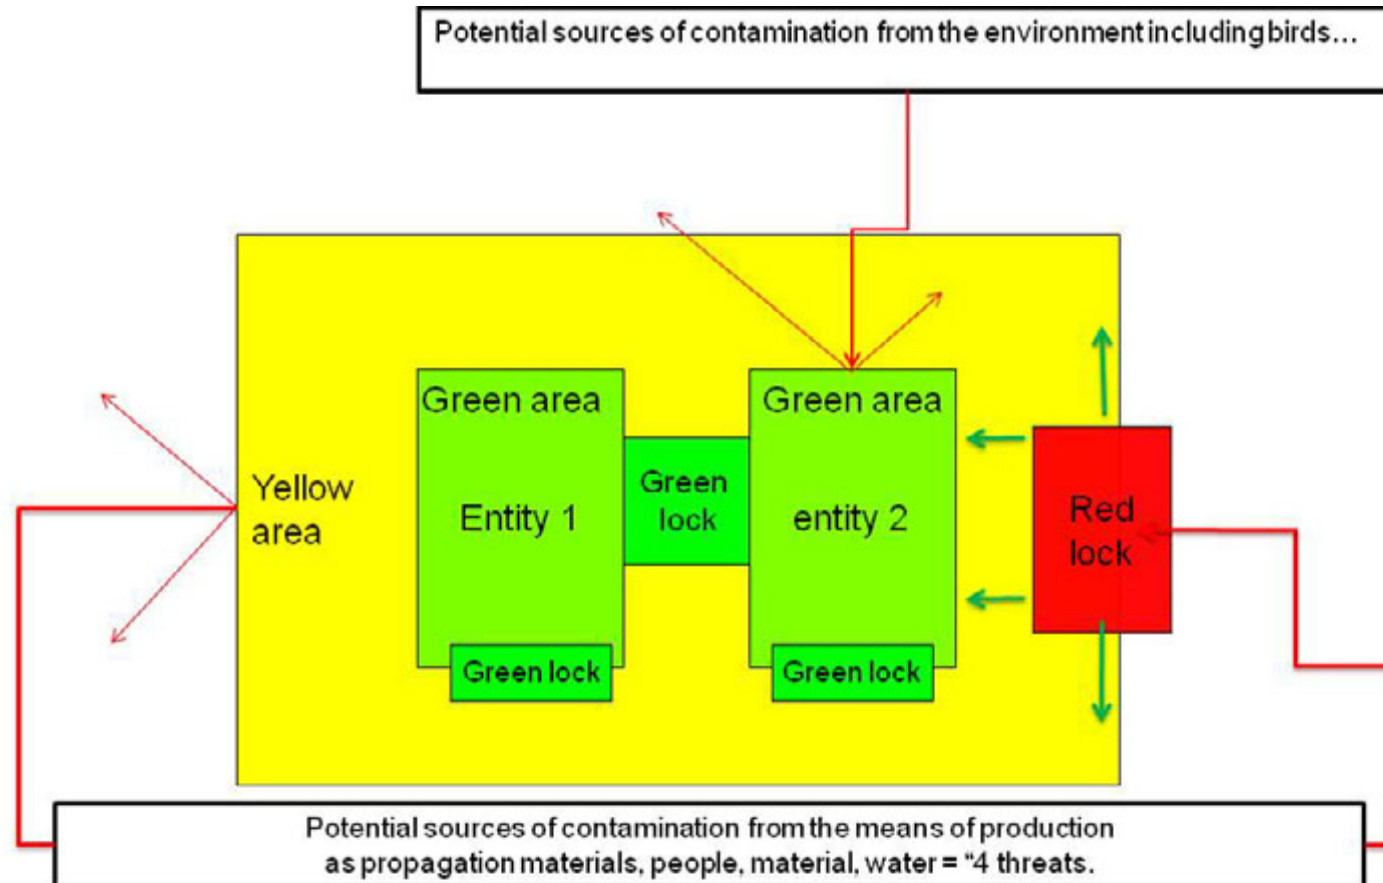 Potential sources of contamination from the environment including birds...
Green area
Green area
Yellow
area
Entity 1
Green
lock
entity 2
Red
lock
Green lock
Green lock
Potential sources of contamination from the means of production
as propagation materials, people, material, water = “4 threats.